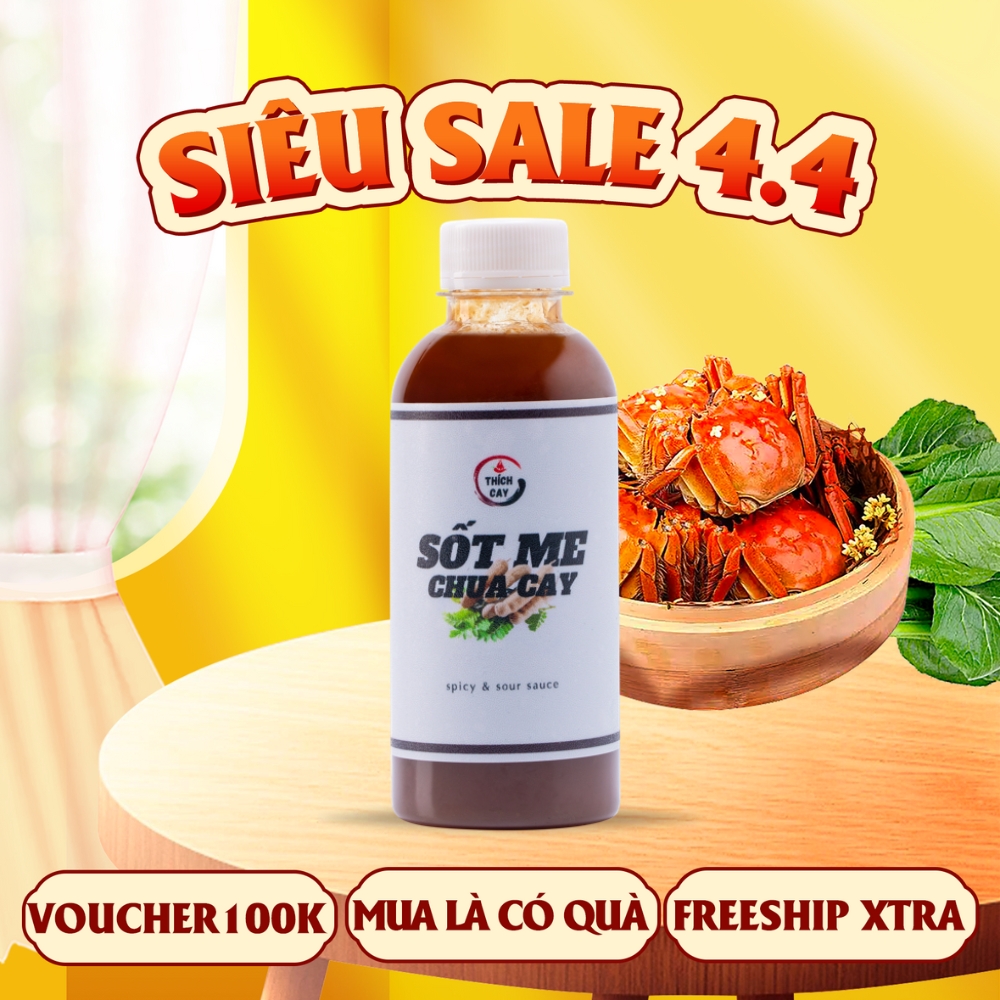 SIÊU SALE 4.4
THÍCH
CAY
SỐT ME
CHUA CAY
spicy & sour sauce
VOUCHER100K
MUA LÀ CÓ QUÀ
FREESHIP XTRA